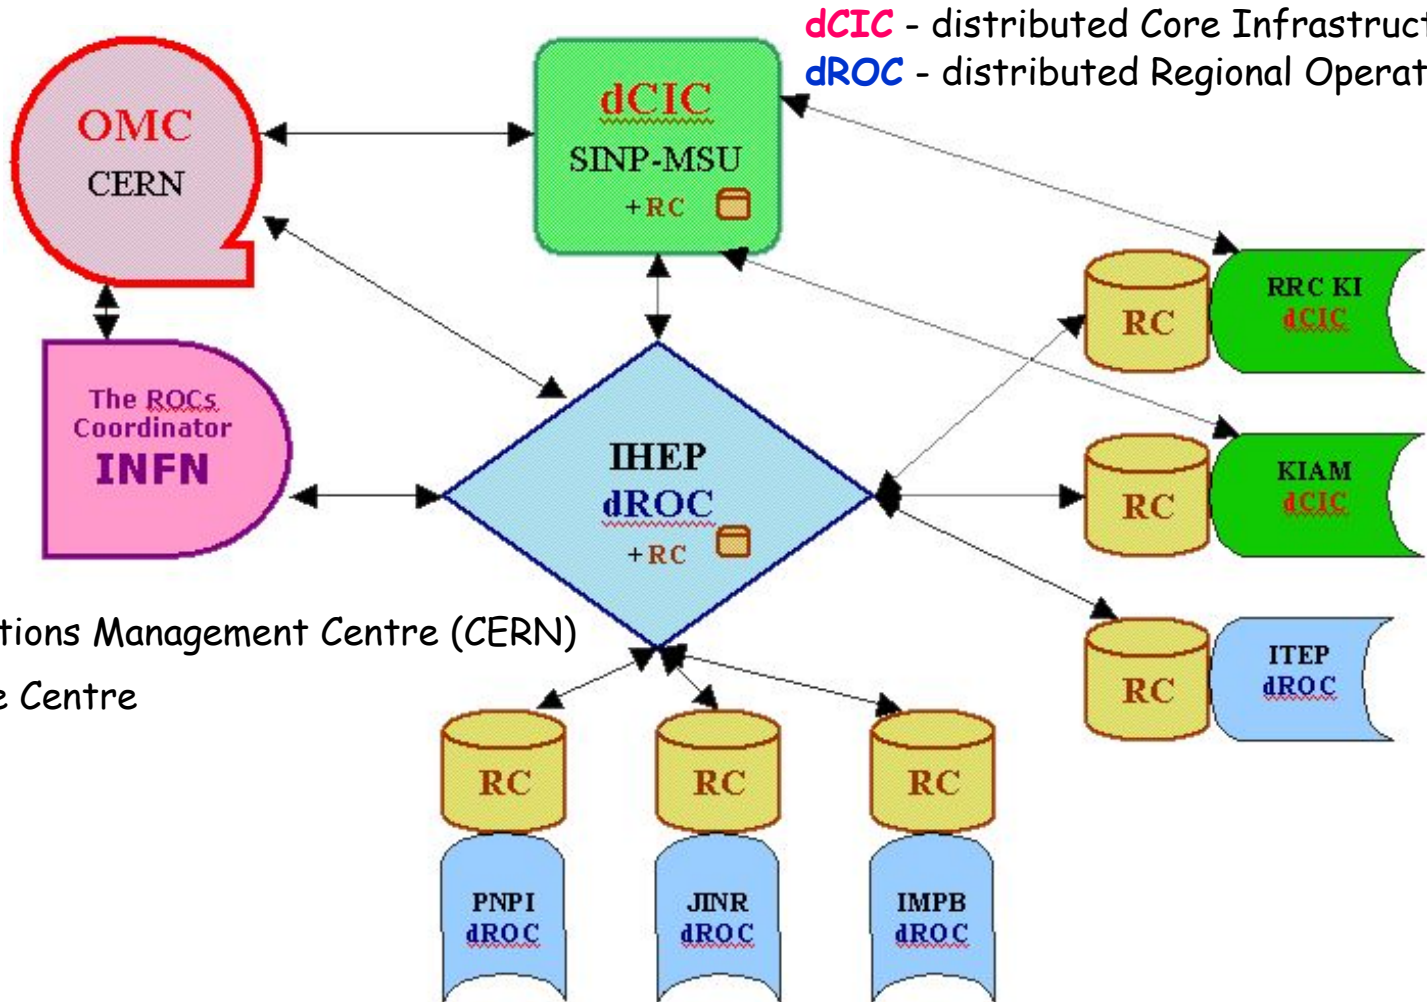 dCIC - distributed Core Infrastruct
dROC - distributed Regional Operat
OMC
CERN
dCIC
SINP-MSU
+RC
RC
RRC KI
dCIC
The ROCs
Coordinator
INFN
IHEP
dROC
+RC
RC
KIAM
dCIC
tions Management Centre (CERN)
e Centre
RC
ITEP
dROC
RC
RC
RC
PNPI
dROC
JINR
dROC
IMPB
dROC